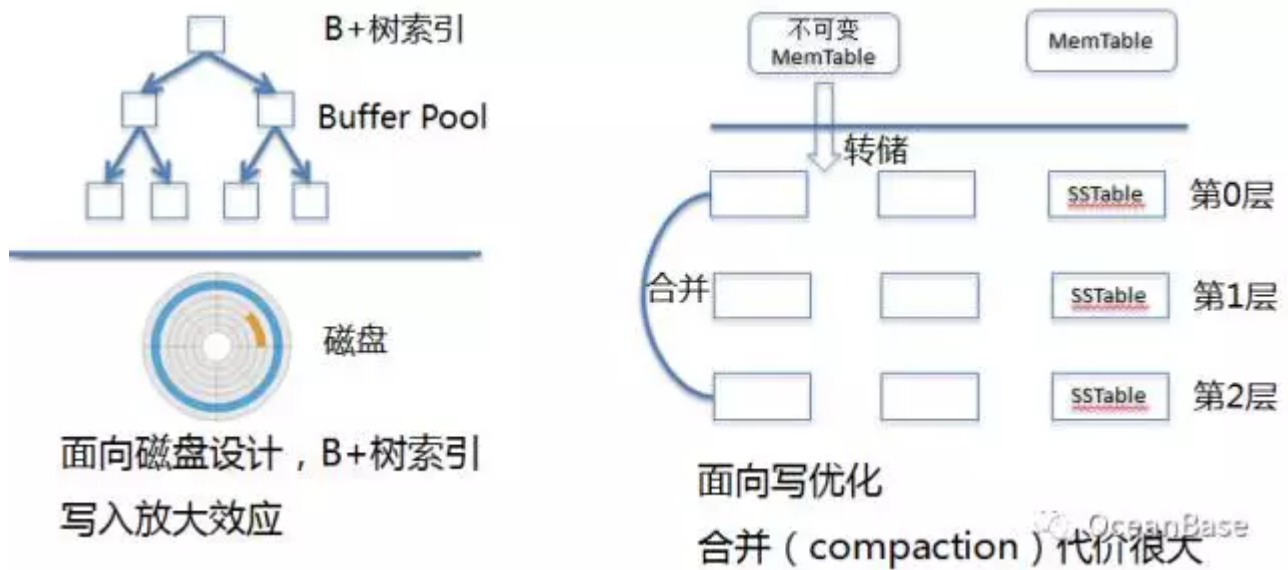 B+树索引
Buffer Pool
磁盘
面向磁盘设计，B+树索引
写入放大效应
不可变
MemTable
MemTable
转储
SSTable
第0层
合并
SSTable
第1层
SSTable
第2层
面向写优化
合并（compaction）代价很大
OceanBase